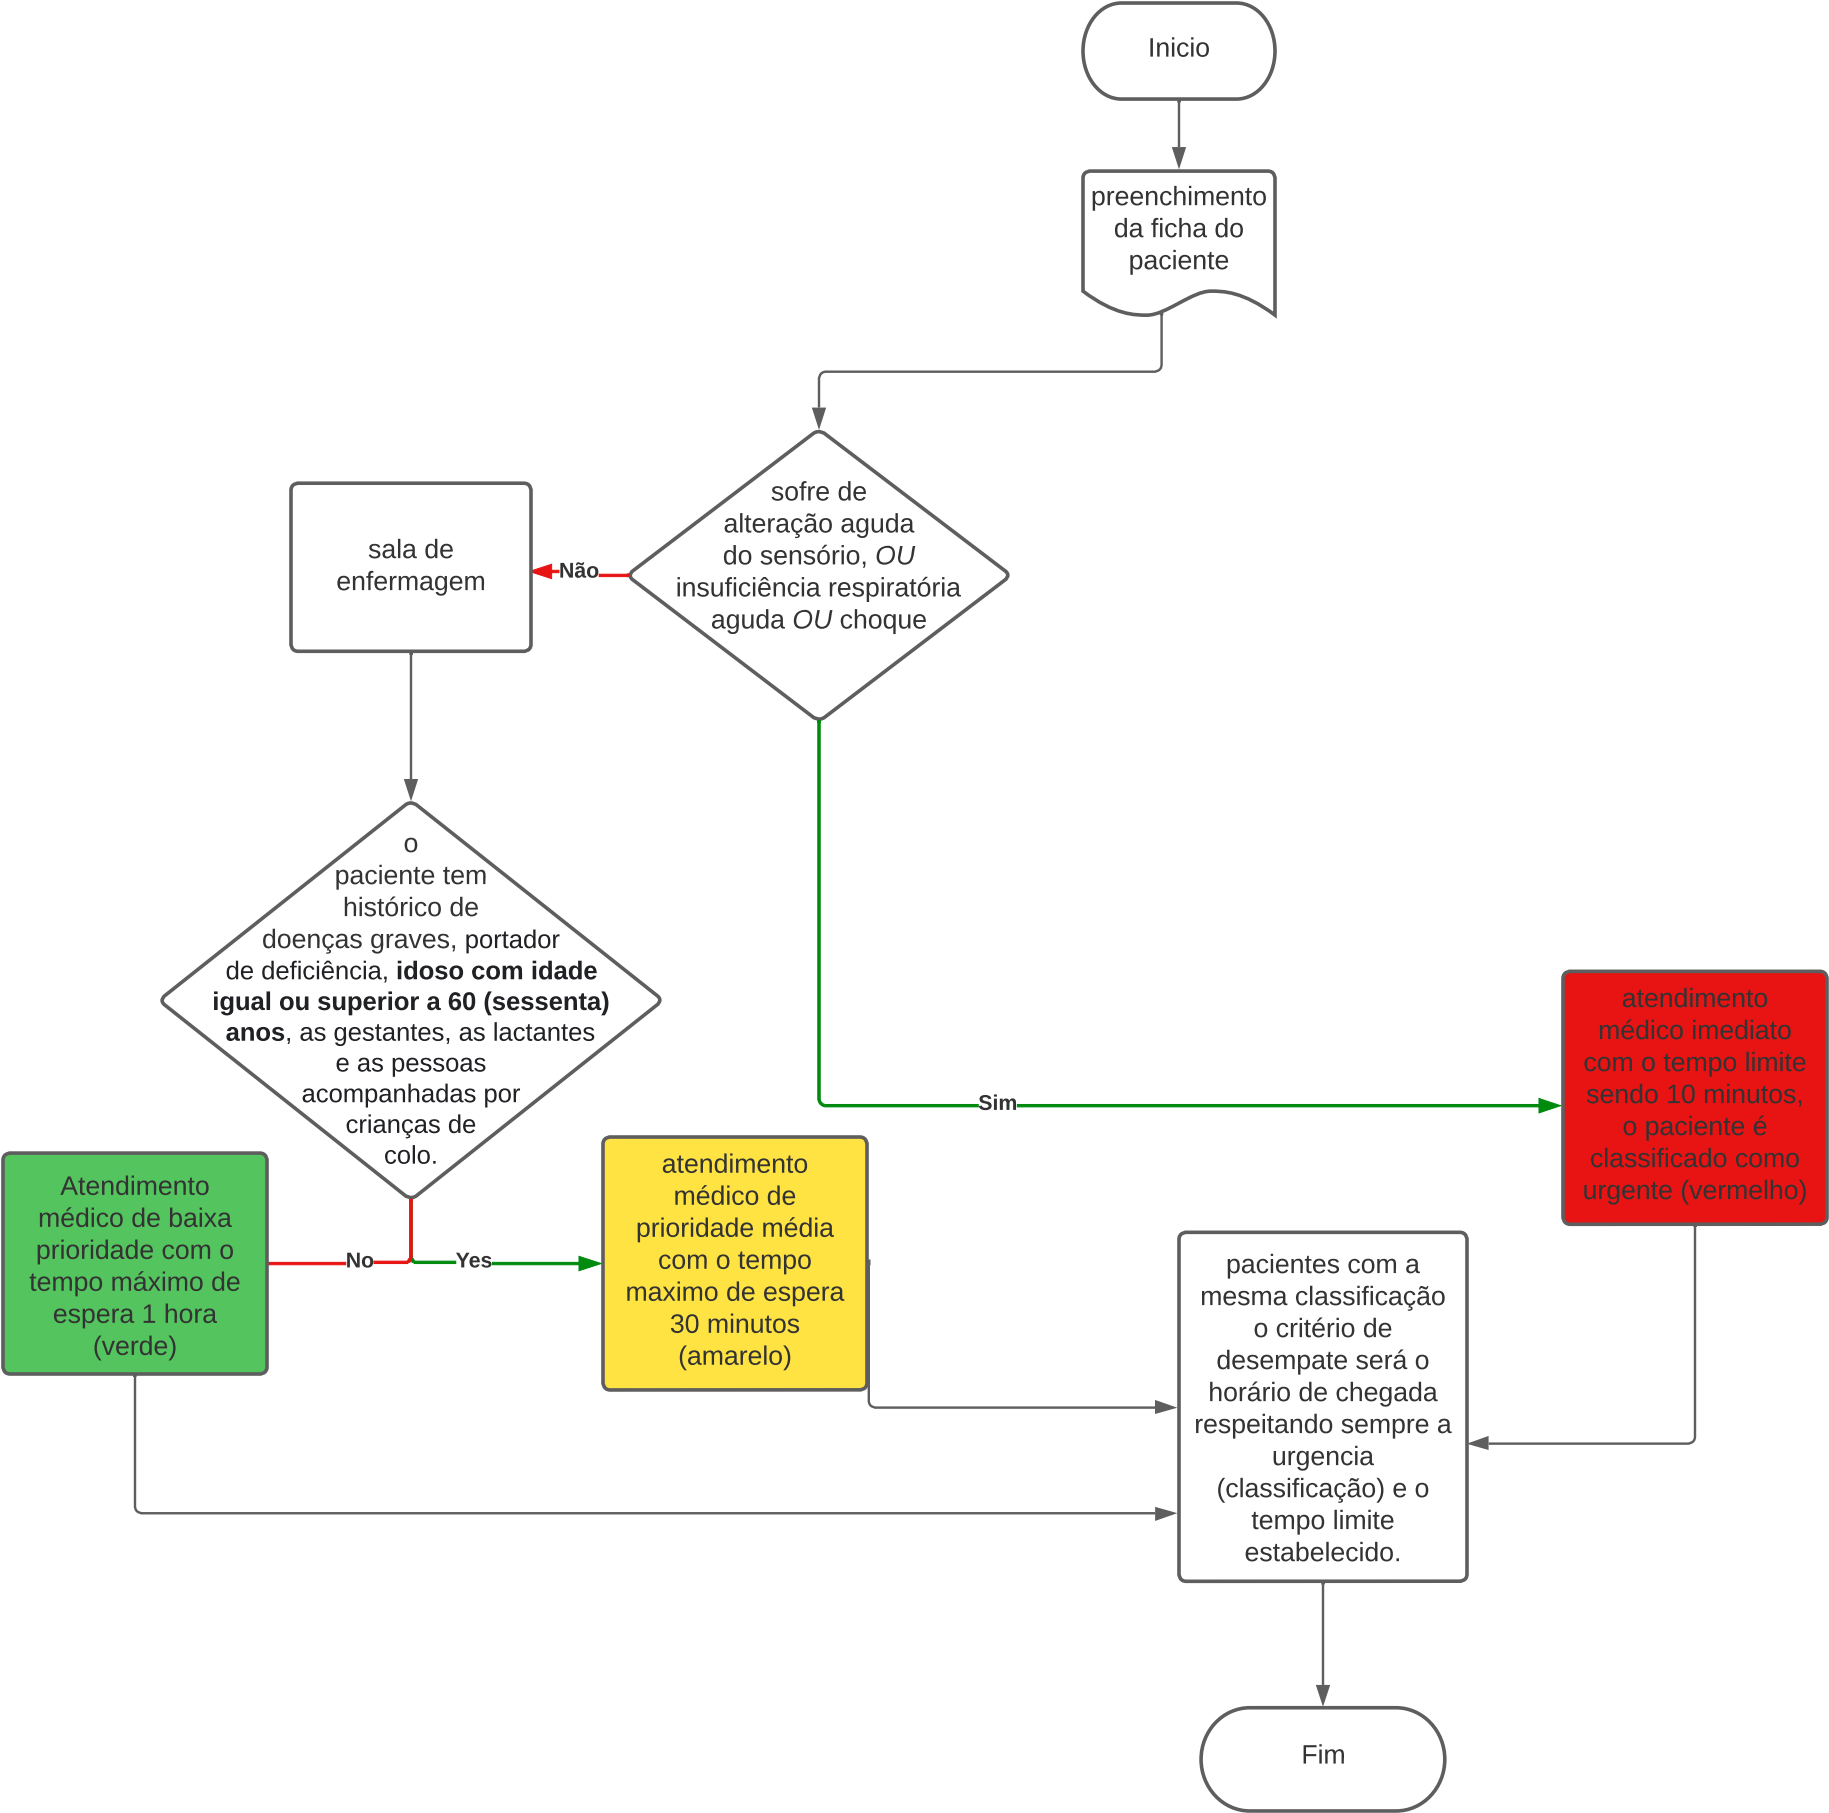 Inicio
preenchimento
da ficha do
paciente
sofre de
alteração aguda
do sensório, OU
insuficiência respiratória
aguda OU choque
Não
sala de
enfermagem
o
paciente tem
histórico de
doenças graves, portador
de deficiência, idoso com idade
igual ou superior a 60 (sessenta)
anos, as gestantes, as lactantes
e as pessoas
acompanhadas por
crianças de
colo.
Sim
atendimento
médico imediato
com o tempo limite
sendo 10 minutos,
o paciente é
classificado como
urgente (vermelho)
No
Yes
Atendimento
médico de baixa
prioridade com o
tempo máximo de
espera 1 hora
(verde)
atendimento
médico de
prioridade média
com o tempo
maximo de espera
30 minutos
(amarelo)
pacientes com a
mesma classificação
o critério de
desempate será o
horário de chegada
respeitando sempre a
urgencia
(classificação) e o
tempo limite
estabelecido.
Fim